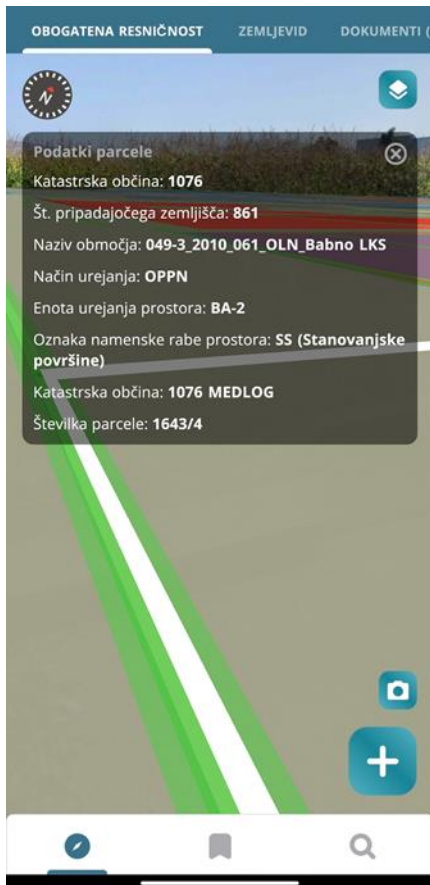 OBOGATENA RESNIČNOST ZEMLJEVID DOKUMENTI (
N
Podatki parcele
Katastrska občina: 1076
Št. pripadajočega zemljišča: 861
Naziv območja: 049-3_2010_061_OLN_Babno LKS
Način urejanja: OPPN
Enota urejanja prostora: BA-2
Oznaka namenske rabe prostora: SS (Stanovanjske
površine)
Katastrska občina: 1076 MEDLOG
Številka parcele: 1643/4